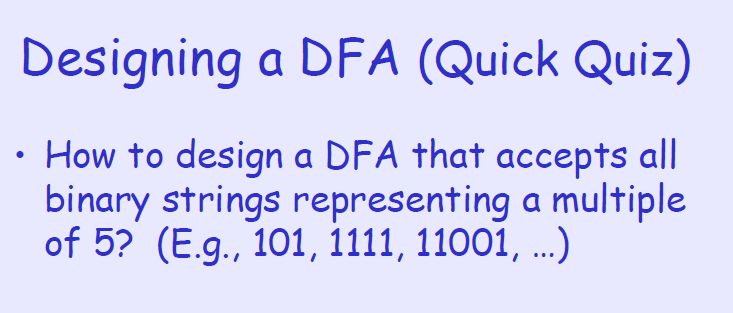 Designing a DFA (Quick Quiz)
• How to design a DFA that accepts all
binary strings representing a multiple
of 5? (E.g., 101, 1111, 11001, ...)